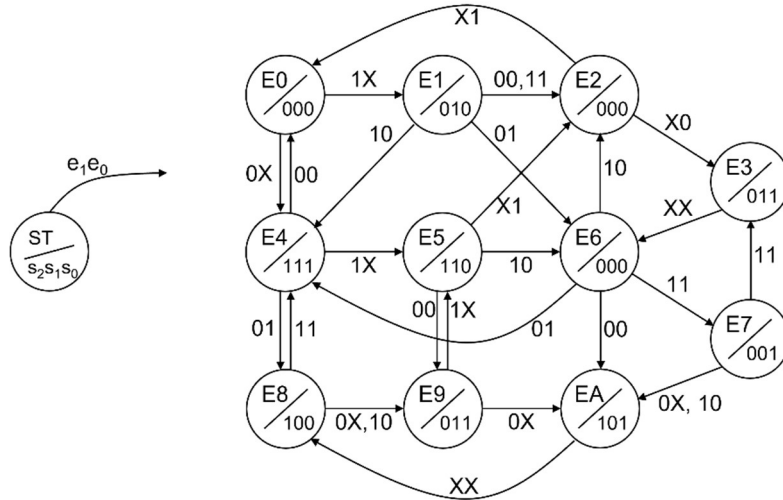 X1
E0 1X E1 00,11 E2
000 010 000
X0
e₁e₀ 10 01 E3
0X 00 10 011
ST X1 XX
s₂s₁s₀
E4 1X E5 10 E6
111 110 000
11 11
01 11 00 1X 01 00 E7
001
E8 0X,10 E9 0X EA 0X, 10
100 011 101
XX